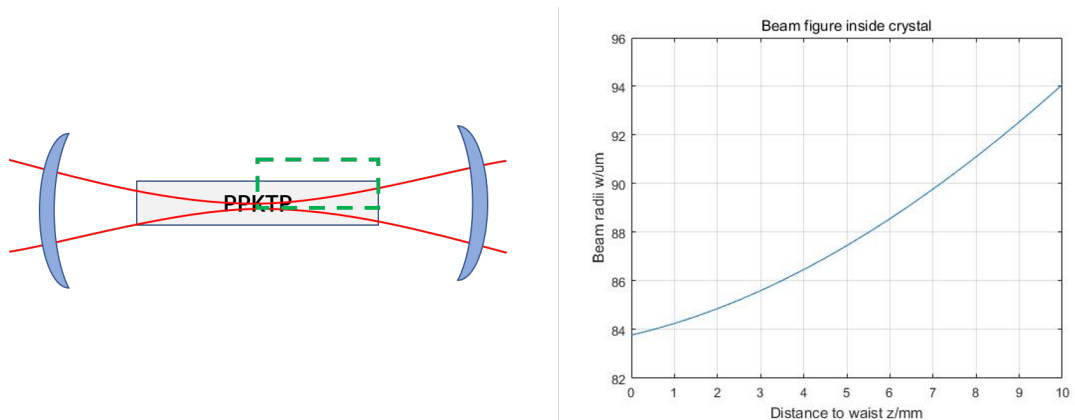 PPKTP
Beam figure inside crystal
96
94
92
90
88
86
84
82
Beam radii w/um
0 1 2 3 4 5 6 7 8 9 10
Distance to waist z/mm